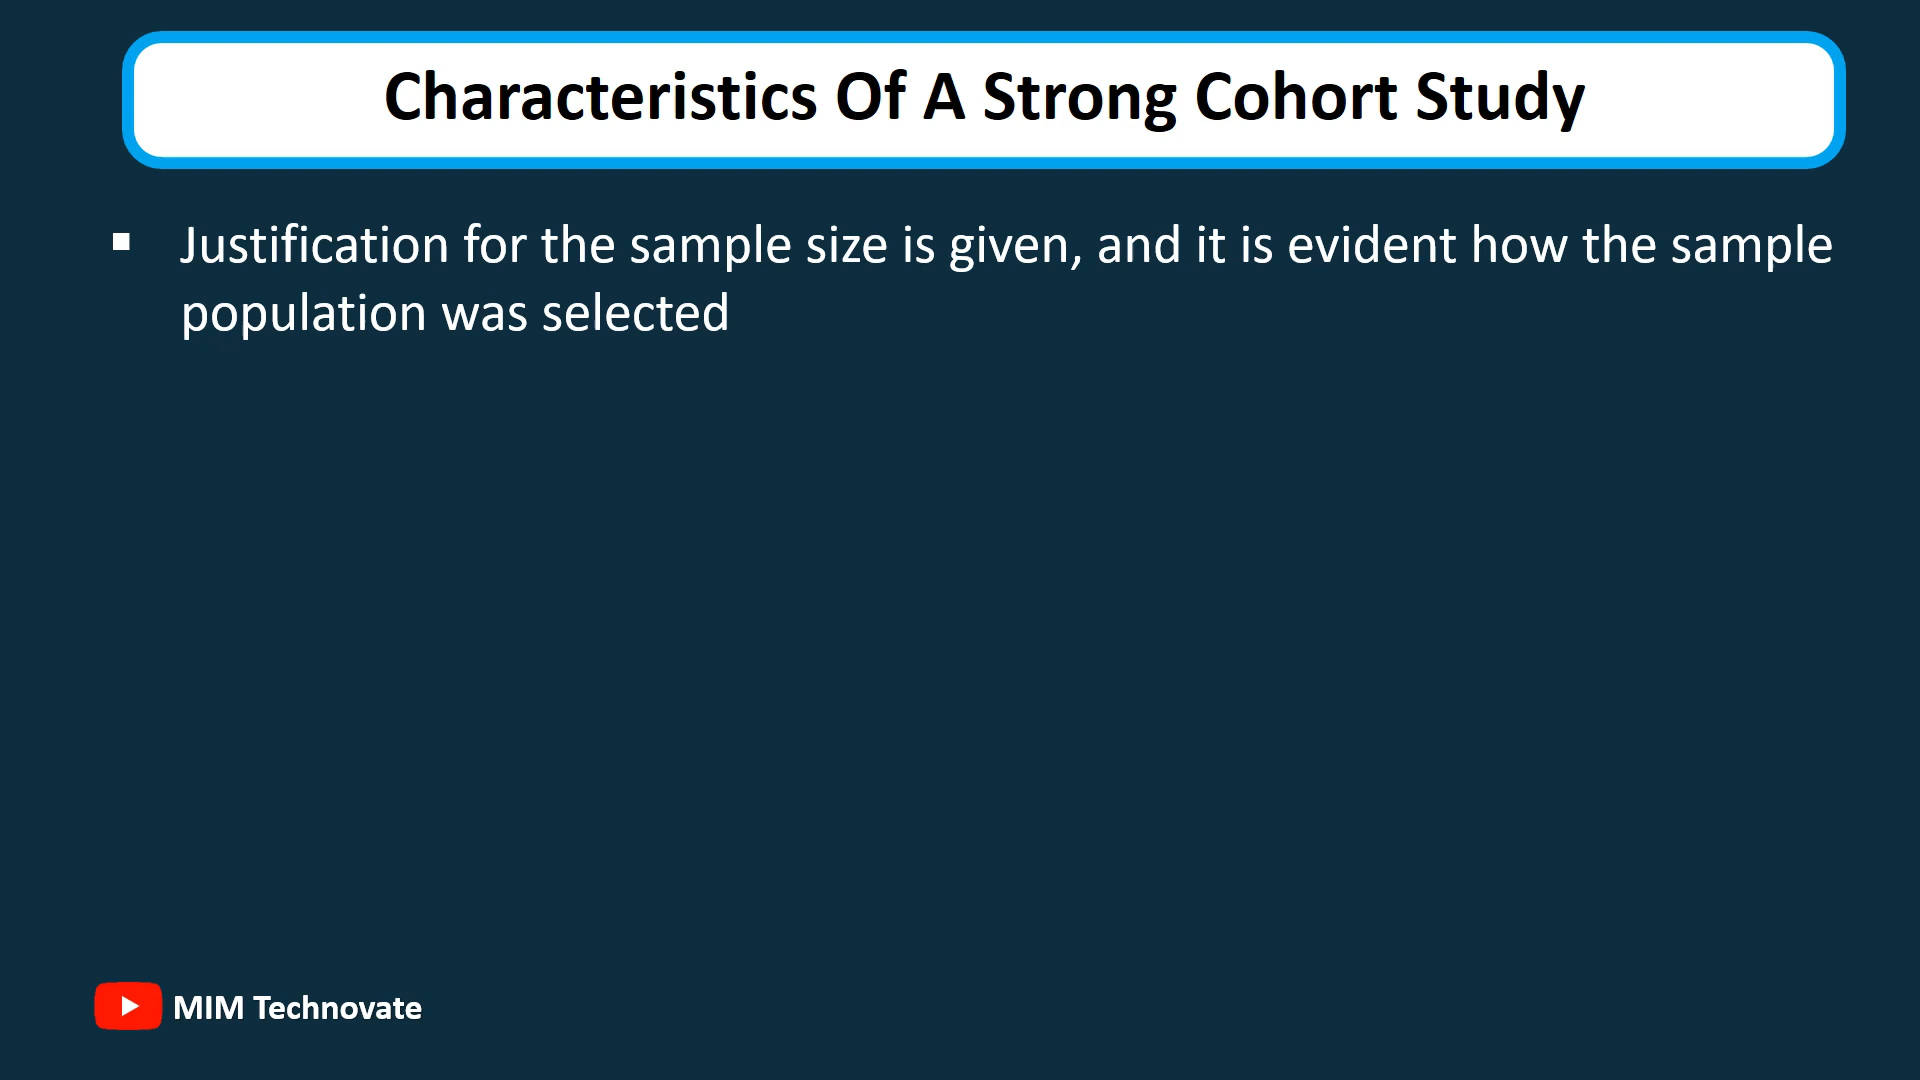 Characteristics Of A Strong Cohort Study
▪ Justification for the sample size is given, and it is evident how the sample
population was selected
MIM Technovate